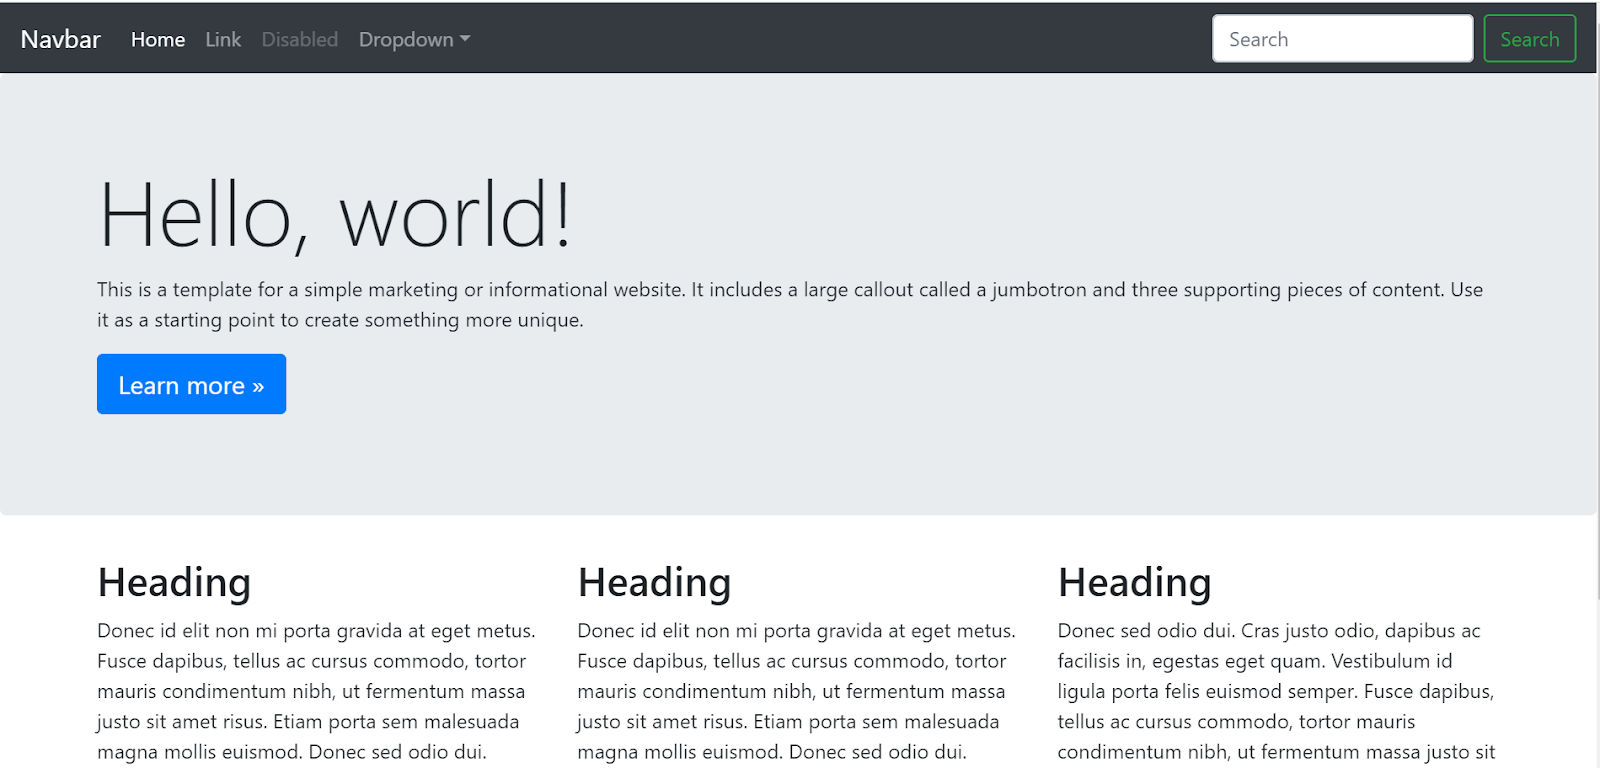 Navbar Home Link Disabled Dropdown Search Search
Hello, world!
This is a template for a simple marketing or informational website. It includes a large callout called a jumbotron and three supporting pieces of content. Use
it as a starting point to create something more unique.
Learn more »
Heading
Donec id elit non mi porta gravida at eget metus.
Fusce dapibus, tellus ac cursus commodo, tortor
mauris condimentum nibh, ut fermentum massa
justo sit amet risus. Etiam porta sem malesuada
magna mollis euismod. Donec sed odio dui.
Heading
Donec id elit non mi porta gravida at eget metus.
Fusce dapibus, tellus ac cursus commodo, tortor
mauris condimentum nibh, ut fermentum massa
justo sit amet risus. Etiam porta sem malesuada
magna mollis euismod. Donec sed odio dui.
Heading
Donec sed odio dui. Cras justo odio, dapibus ac
facilisis in, egestas eget quam. Vestibulum id
ligula porta felis euismod semper. Fusce dapibus,
tellus ac cursus commodo, tortor mauris
condimentum nibh, ut fermentum massa justo sit